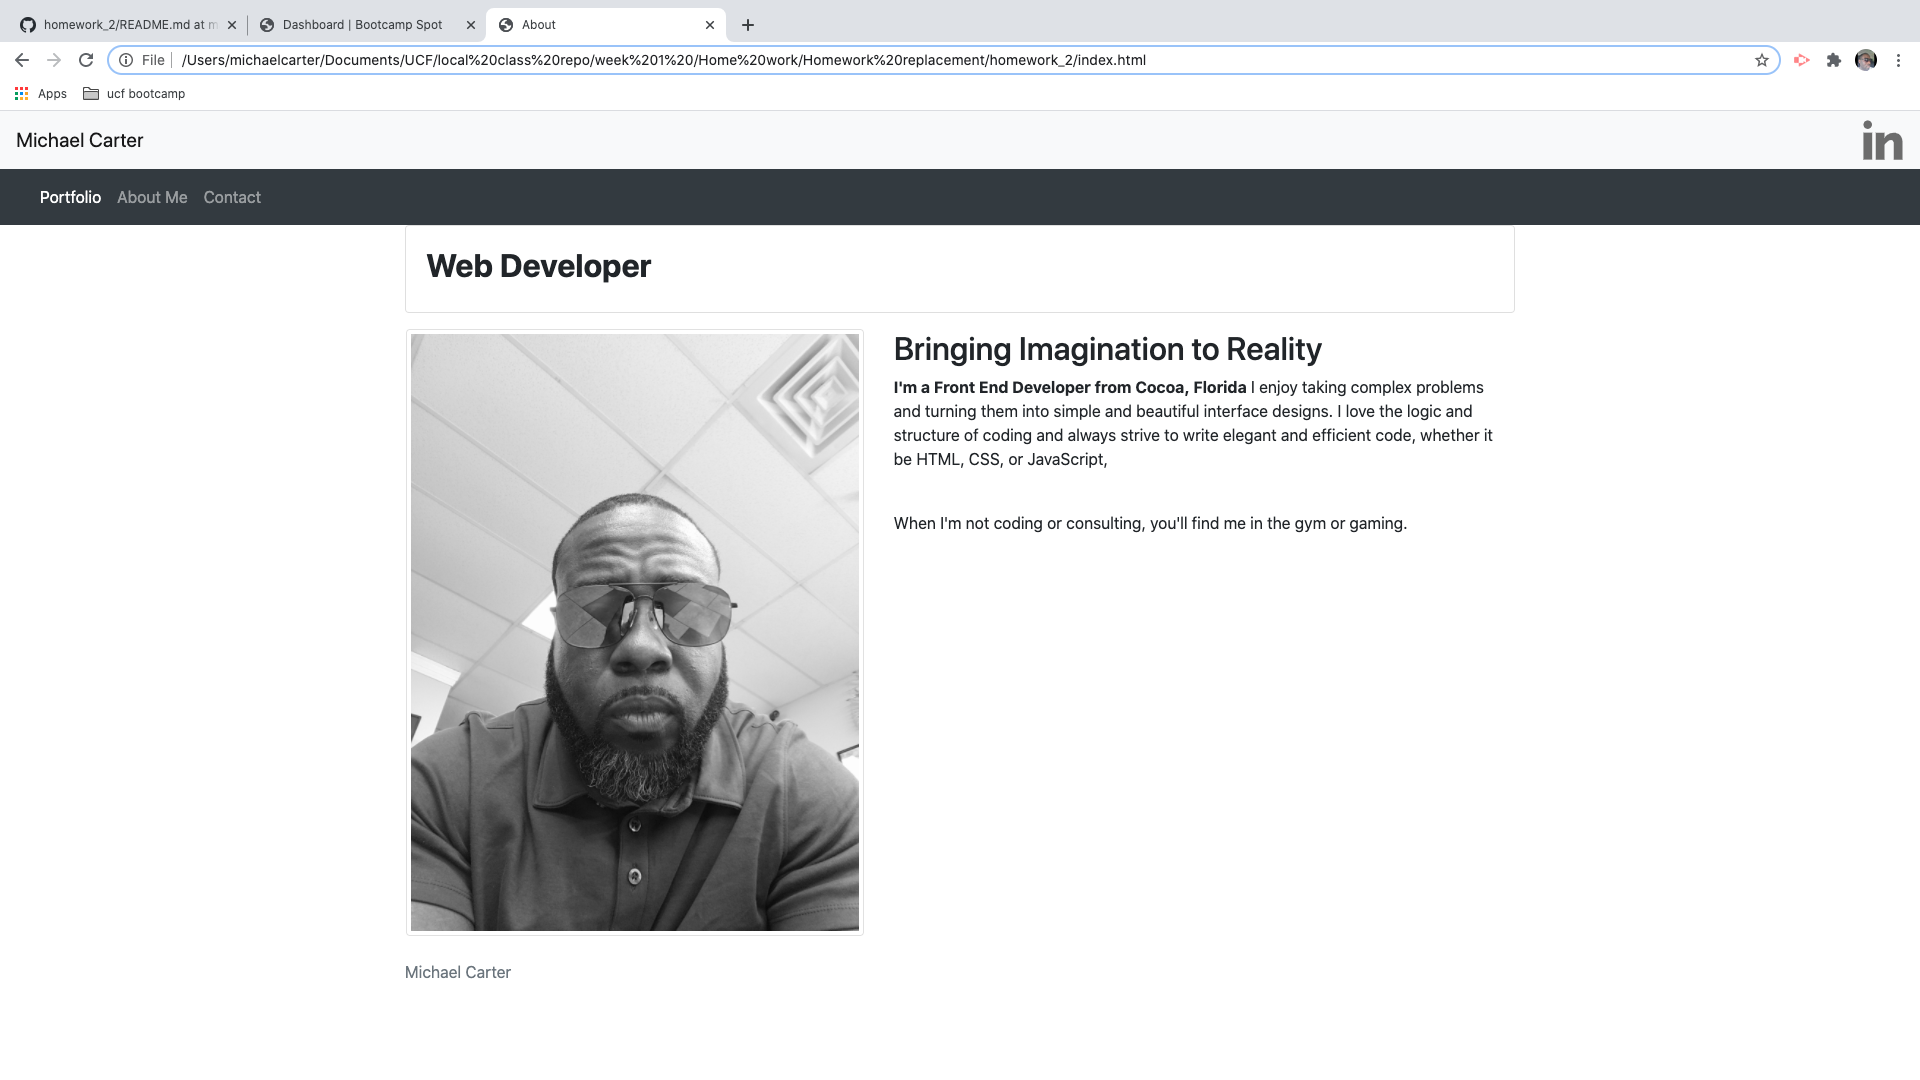 homework_2/README.md at m
Dashboard | Bootcamp Spot
About
File
/Users/michaelcarter/Documents/UCF/local%20class%20repo/week%201%20/Home%20work/Homework%20replacement/homework_2/index.html
Apps
ucf bootcamp
Michael Carter
in
Portfolio About Me Contact
Web Developer
Bringing Imagination to Reality
I'm a Front End Developer from Cocoa, Florida I enjoy taking complex problems
and turning them into simple and beautiful interface designs. I love the logic and
structure of coding and always strive to write elegant and efficient code, whether it
be HTML, CSS, or JavaScript,
When I'm not coding or consulting, you'll find me in the gym or gaming.
Michael Carter